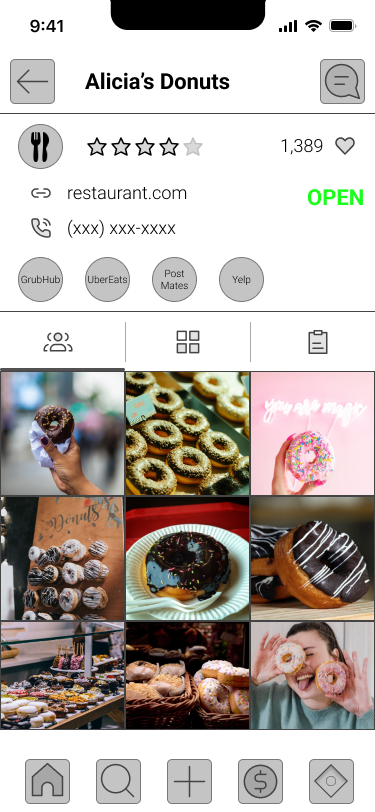 9:41
Alicia's Donuts
1,389
restaurant.com
OPEN
(xxx) xxx-xxxx
GrubHub
UberEats
Post
Mates
Yelp
you are magic
Donuts